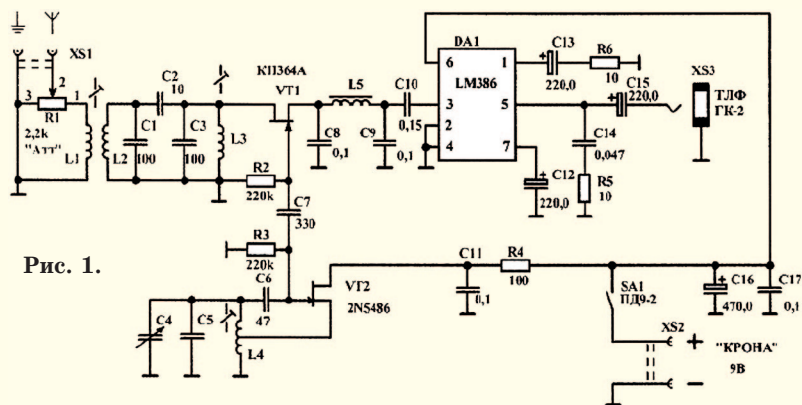 XS1
2
3
1
R1
2,2k
"Атт"
L1
L2
C2
10
C1
100
C3
100
L3
КП364А
VT1
R2
220k
C7
330
R3
220k
C6
47
C8
0,1
L5
C9
0,1
C10
0,15
DA1
LM386
6
3
2
4
1
5
7
C13
220,0
R6
10
C15
220,0
XS3
ТЛФ
ГК-2
C14
0,047
R5
10
C12
220,0
Рис. 1.
C4
C5
L4
VT2
2N5486
C11
0,1
R4
100
SA1
ПД9-2
C16
470,0
C17
0,1
XS2
+
–
"КРОНА"
9В